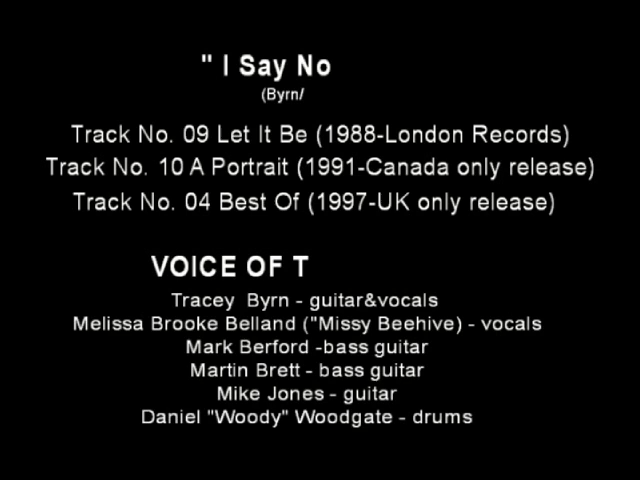 " I Say No
(Byrn/
Track No. 09 Let It Be (1988-London Records)
Track No. 10 A Portrait (1991-Canada only release)
Track No. 04 Best Of (1997-UK only release)
VOICE OF T
Tracey  Byrn - guitar&vocals
Melissa Brooke Belland ("Missy Beehive) - vocals
Mark Berford -bass guitar
Martin Brett - bass guitar
Mike Jones - guitar
Daniel "Woody" Woodgate - drums